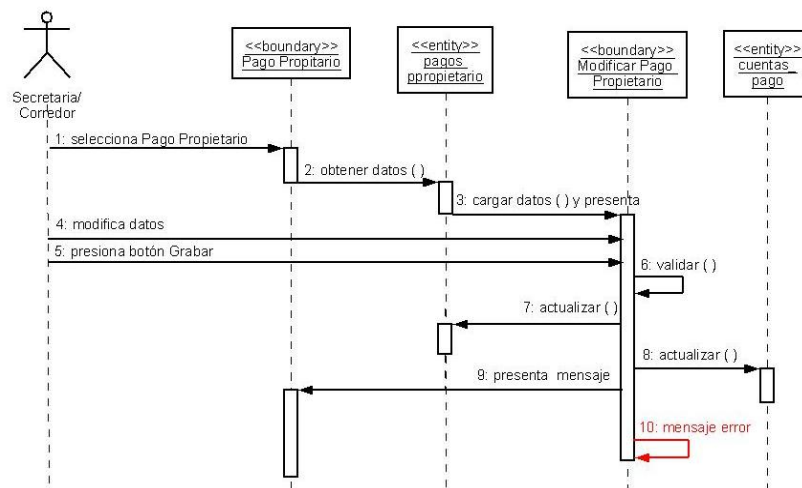 Secretaria/
Corredor
<<boundary>>
Pago Propitario
<<entity>>
pagos_
ppropietario
<<boundary>>
Modificar Pago
Propietario
<<entity>>
cuentas_
pago
1: selecciona Pago Propietario
2: obtener datos ( )
3: cargar datos ( ) y presenta
4: modifica datos
5: presiona botón Grabar
6: validar ( )
7: actualizar ( )
8: actualizar ( )
9: presenta mensaje
10: mensaje error